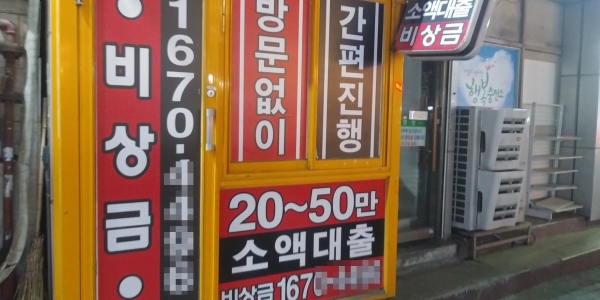 비상금
1670-
방문없이
간편진행
소액대출
비상금
20~50만
소액대출
비상금 167